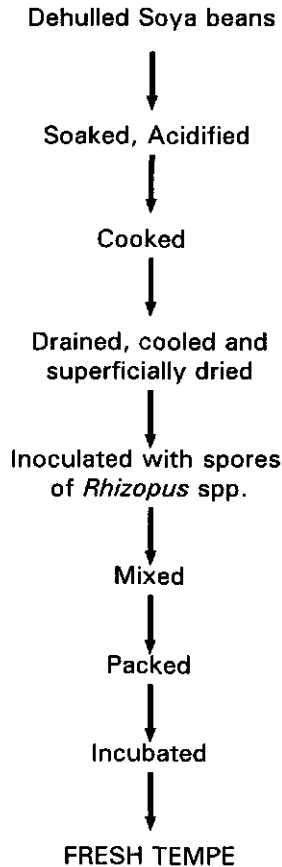 Dehulled Soya beans
Soaked, Acidified
Cooked
Drained, cooled and
superficially dried
Inoculated with spores
of Rhizopus spp.
Mixed
Packed
Incubated
FRESH TEMPE